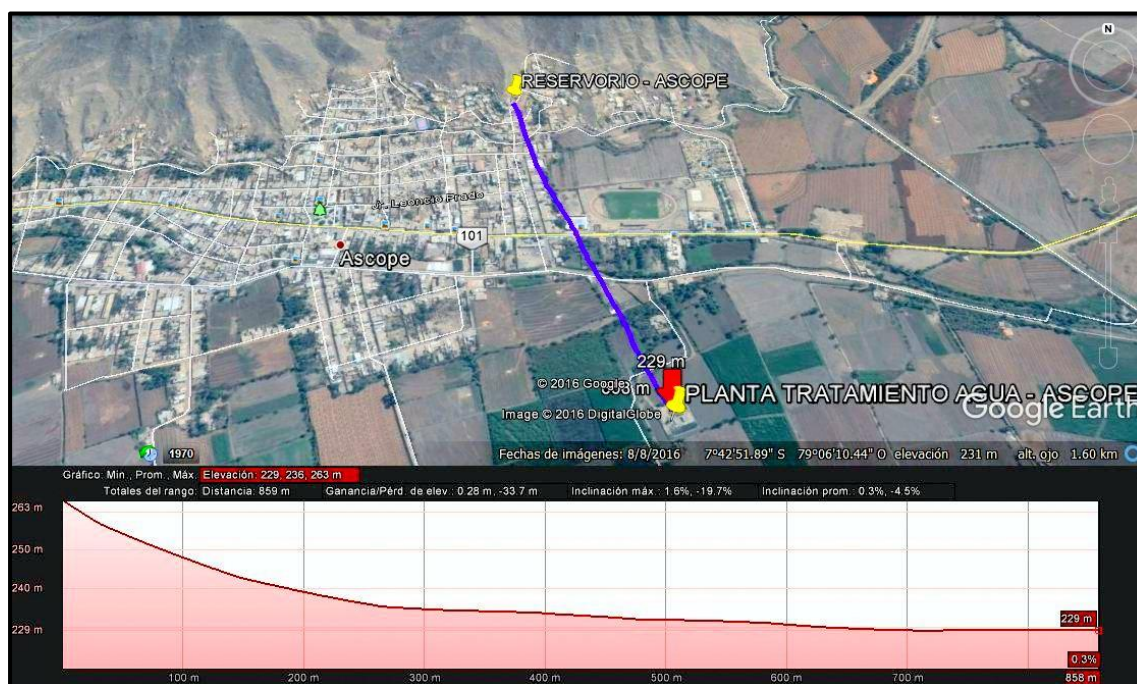 N
RESERVORIO - ASCOPE
Jr. Leoncio Prado
101
Ascope
229 m
© 2016 Google
m
PLANTA TRATAMIENTO AGUA - ASCOPE
Image © 2016 DigitalGlobe
Google Earth
1970
Fechas de imágenes: 8/8/2016 7°42'51.89" S 79°06'10.44" O elevación 231 m alt. ojo 1.60 km
Gráfico: Mín., Prom., Máx. Elevación: 229, 236, 263 m
Totales del rango: Distancia: 859 m Ganancia/Pérd. de elev.: 0.28 m, -33.7 m Inclinación máx.: 1.6%, -19.7% Inclinación prom.: 0.3%, -4.5%
263 m
250 m
240 m
229 m
229 m
0.3%
100 m 200 m 300 m 400 m 500 m 600 m 700 m 858 m